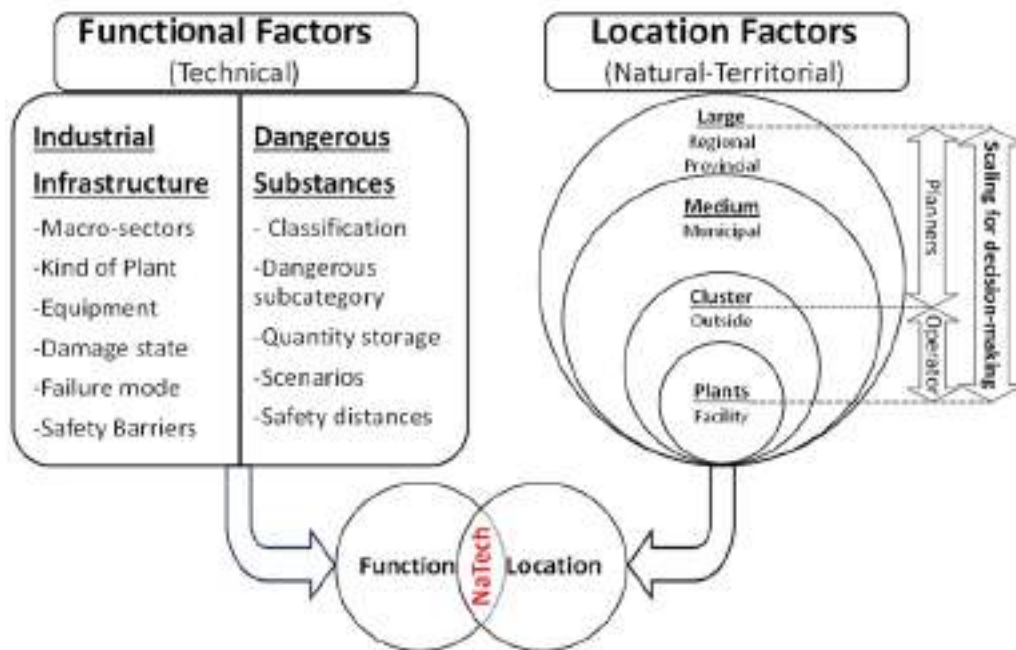 Functional Factors
(Technical)
Industrial
Infrastructure
-Macro-sectors
-Kind of Plant
-Equipment
-Damage state
-Failure mode
-Safety Barriers
Dangerous
Substances
- Classification
-Dangerous
subcategory
-Quantity storage
-Scenarios
-Safety distances
Location Factors
(Natural-Territorial)
Large
Regional
Provincial
Medium
Municipal
Cluster
Outside
Plants
Facility
Planners
Operator
Scaling for decision-making
Function
NaTech
Location